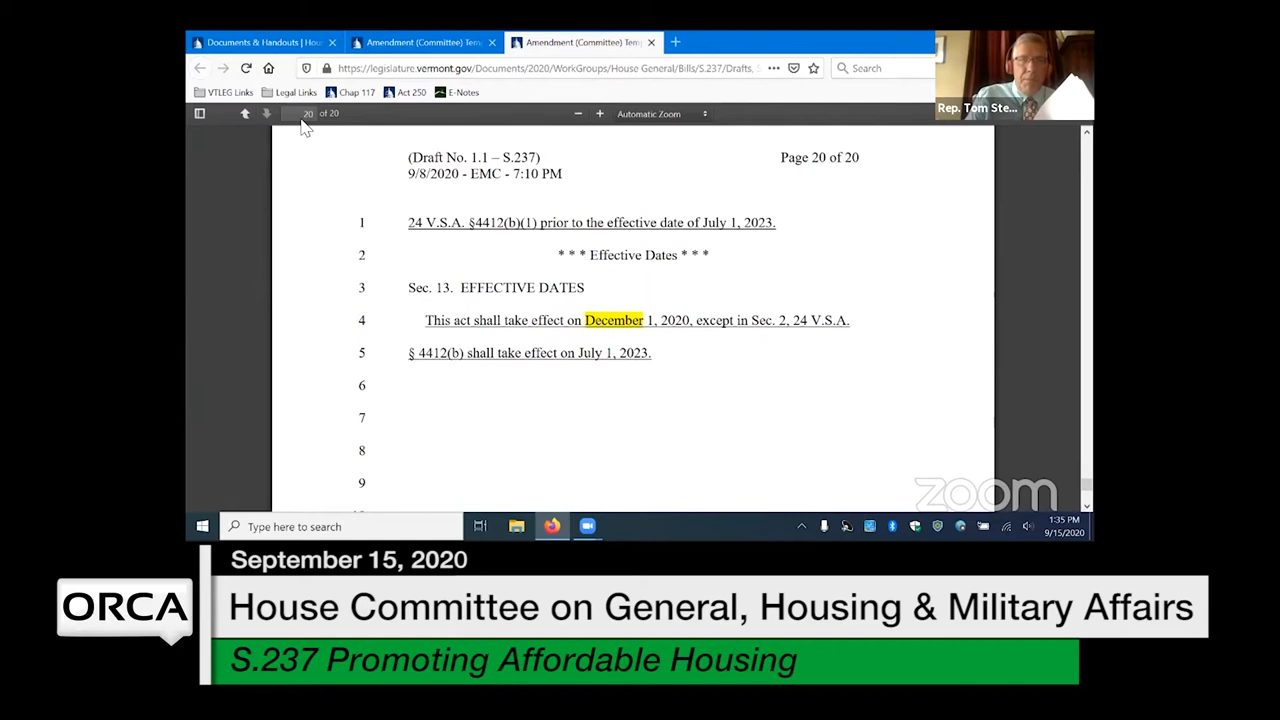 Documents & Handouts | Hou
Amendment (Committee) Tem
Amendment (Committee) Tem
https://legislature.vermont.gov/Documents/2020/WorkGroups/House General/Bills/S.237/Drafts, S
Search
VTLEG Links
Legal Links
Chap 117
Act 250
E-Notes
20 of 20
Automatic Zoom
Rep. Tom Ste...
(Draft No. 1.1 – S.237)
Page 20 of 20
9/8/2020 - EMC - 7:10 PM
1 24 V.S.A. §4412(b)(1) prior to the effective date of July 1, 2023.
2 * * * Effective Dates * * *
3 Sec. 13. EFFECTIVE DATES
4 This act shall take effect on December 1, 2020, except in Sec. 2, 24 V.S.A.
5 § 4412(b) shall take effect on July 1, 2023.
6
7
8
9
zoom
Type here to search
1:35 PM
9/15/2020
September 15, 2020
ORCA
House Committee on General, Housing & Military Affairs
S.237 Promoting Affordable Housing